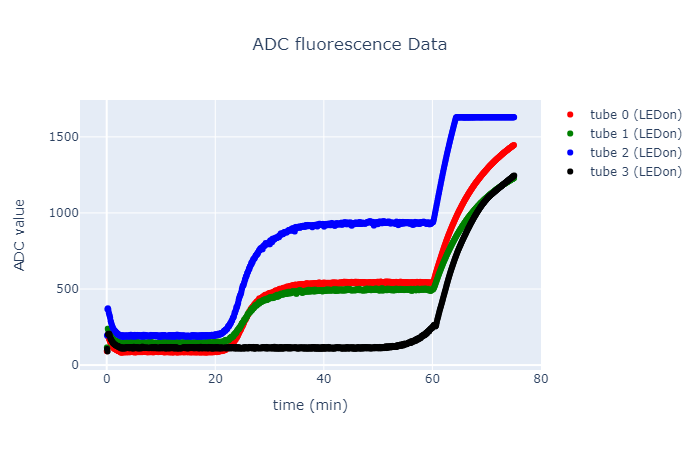 ADC fluorescence Data
tube 0 (LEDon)
tube 1 (LEDon)
tube 2 (LEDon)
tube 3 (LEDon)
ADC value
1500
1000
500
0
0 20 40 60 80
time (min)